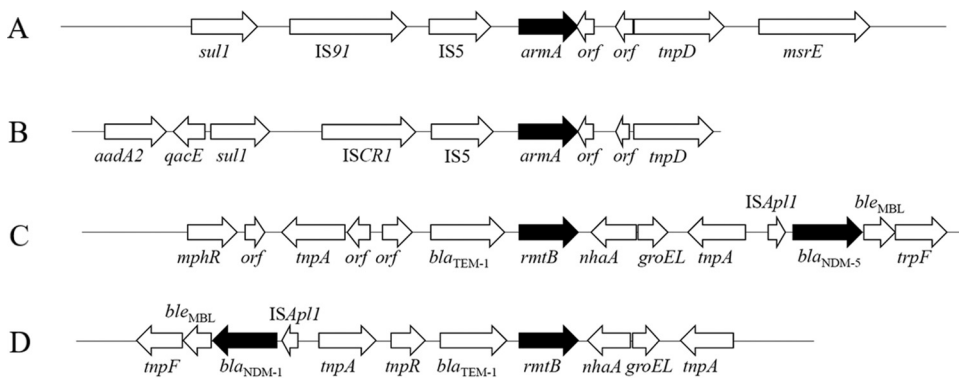 A
sul1 IS91 IS5 armA orf orf tnpD msrE
B
aadA2 qacE sul1 ISCR1 IS5 armA orf orf tnpD
ISApl1 bleMBL
C
mphR orf tnpA orf orf blaTEM-1 rmtB nhaA groEL tnpA blaNDM-5 trpF
bleMBL ISApl1
D
tnpF blaNDM-1 tnpA tnpR blaTEM-1 rmtB nhaA groEL tnpA